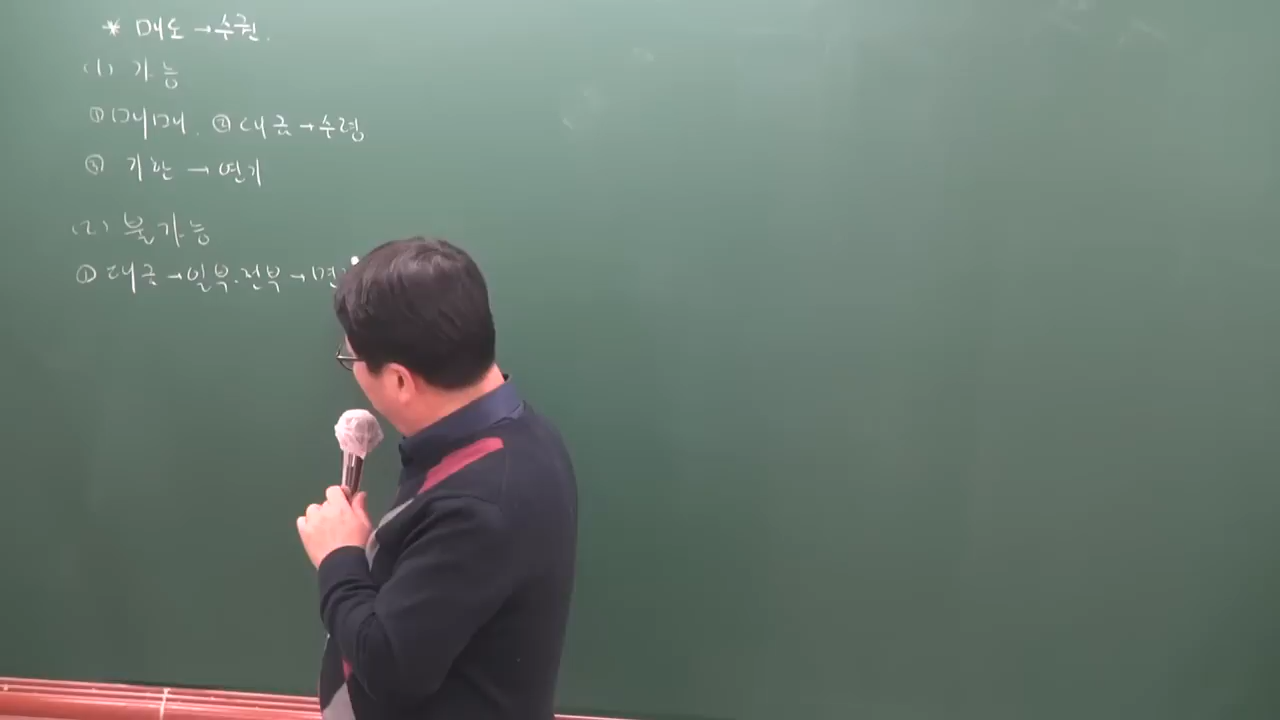 * 매도 → 수권.
(1) 가능
① 매매. ② 대금 → 수령
③ 기한 → 연기
(2) 불가능
① 대금 → 일부. 전부 →